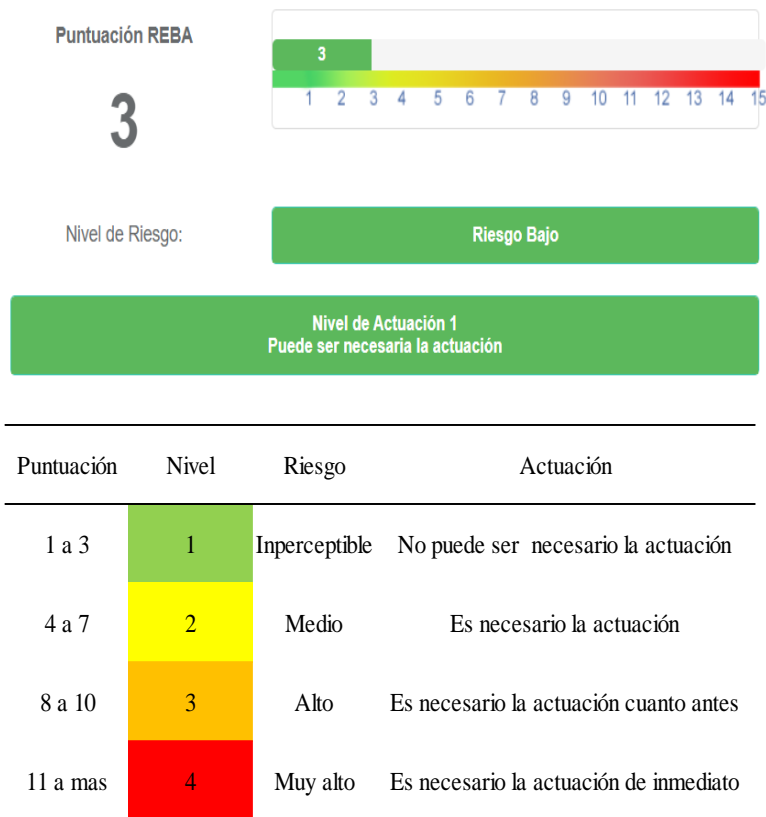 Puntuación REBA
3
3
1 2 3 4 5 6 7 8 9 10 11 12 13 14 15
Nivel de Riesgo:
Riesgo Bajo
Nivel de Actuación 1
Puede ser necesaria la actuación
Puntuación Nivel Riesgo Actuación
1 a 3 1 Inperceptible No puede ser necesario la actuación
4 a 7 2 Medio Es necesario la actuación
8 a 10 3 Alto Es necesario la actuación cuanto antes
11 a mas 4 Muy alto Es necesario la actuación de inmediato